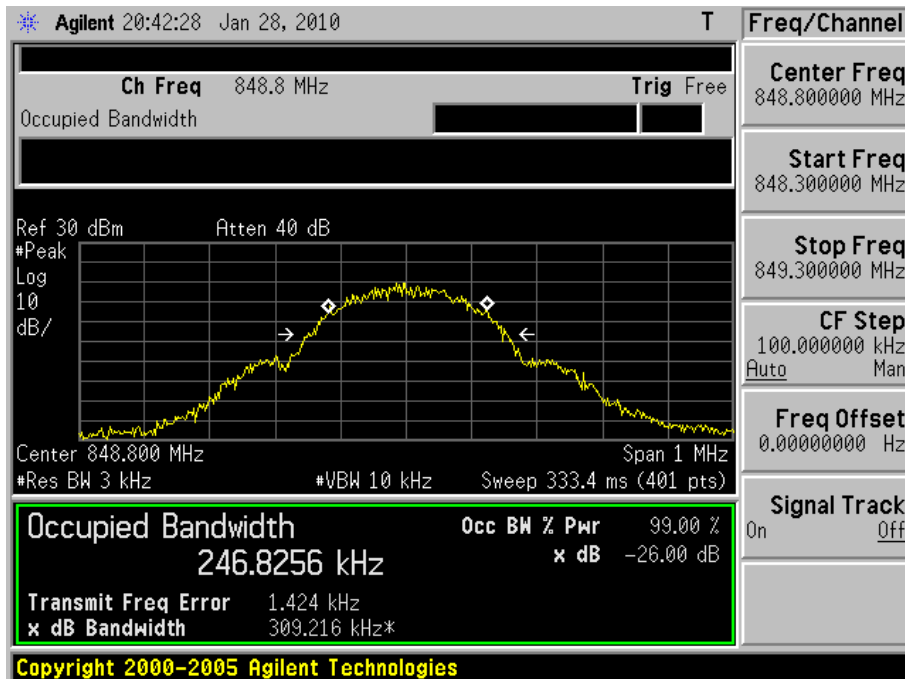 Agilent 20:42:28 Jan 28, 2010 T
Ch Freq 848.8 MHz Trig Free
Occupied Bandwidth
Ref 30 dBm Atten 40 dB
#Peak
Log
10
dB/
Center 848.800 MHz Span 1 MHz
#Res BW 3 kHz #VBW 10 kHz Sweep 333.4 ms (401 pts)
Occupied Bandwidth Occ BW % Pwr 99.00 %
246.8256 kHz x dB -26.00 dB
Transmit Freq Error 1.424 kHz
x dB Bandwidth 309.216 kHz*
Copyright 2000-2005 Agilent Technologies
Freq/Channel
Center Freq
848.800000 MHz
Start Freq
848.300000 MHz
Stop Freq
849.300000 MHz
CF Step
100.000000 kHz
Auto Man
Freq Offset
0.00000000 Hz
Signal Track
On Off